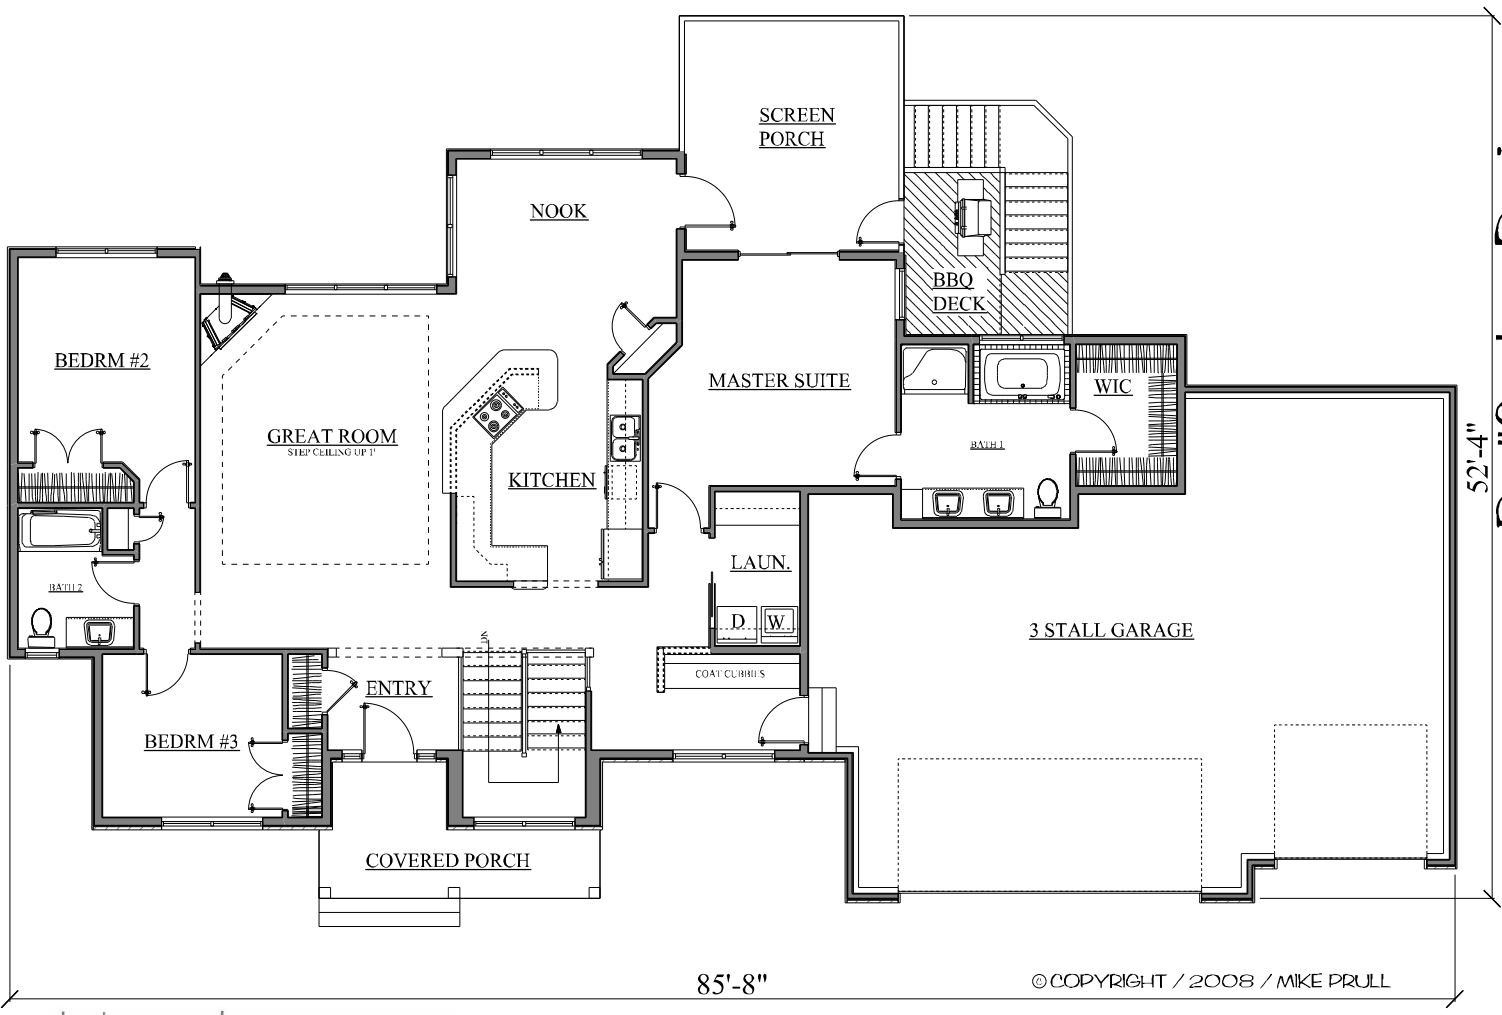 SCREEN
PORCH
NOOK
BBQ
DECK
BEDRM #2
MASTER SUITE
WIC
GREAT ROOM
STEP CEILING UP 1'
BATH 1
KITCHEN
52'-4"
LAUN.
BATH 2
D
W
3 STALL GARAGE
DN
COAT CUBBIES
ENTRY
BEDRM #3
COVERED PORCH
85'-8"
© COPYRIGHT / 2008 / MIKE PRULL